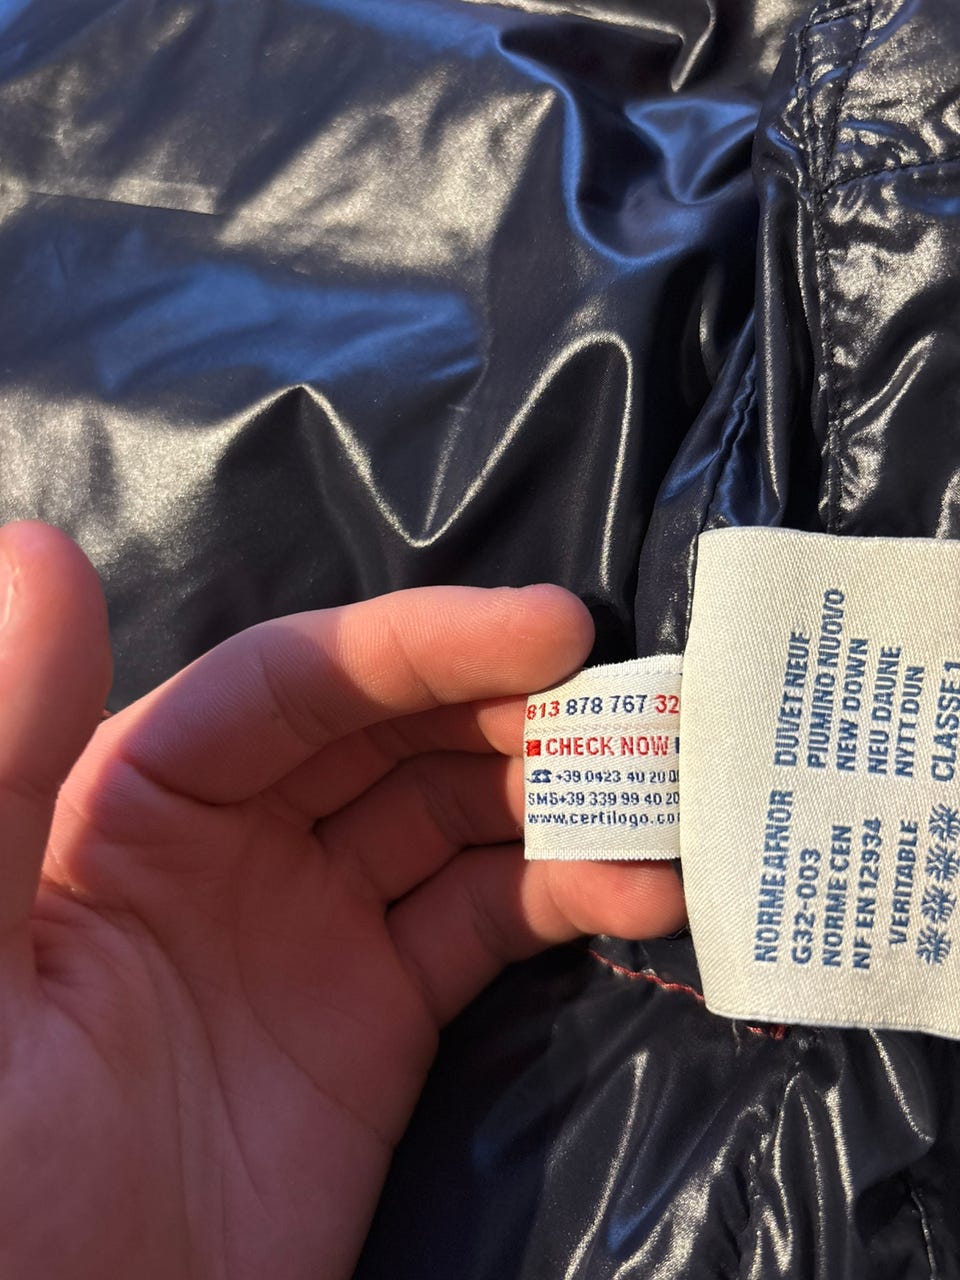 813 878 767 32
CHECK NOW
+39 0423 40 20 0
SMS+39 339 99 40 20
www.certilogo.co
NORME AFNOR
G32-003
NORME CEN
NF EN 12934
VERITABLE
DUVET NEUF
PIUMINO NUOVO
NEW DOWN
NEU DAUNE
NYTT DUN
CLASSE 1